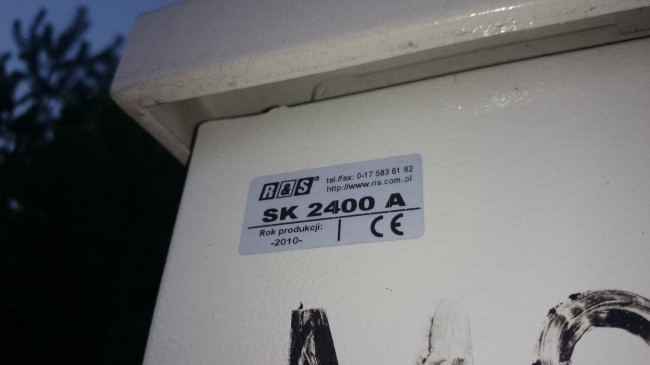 R&S®
tel./fax: 0-17 583 61 82
http://www.ris.com.pl
SK 2400 A
Rok produkcji:
-2010-
CE